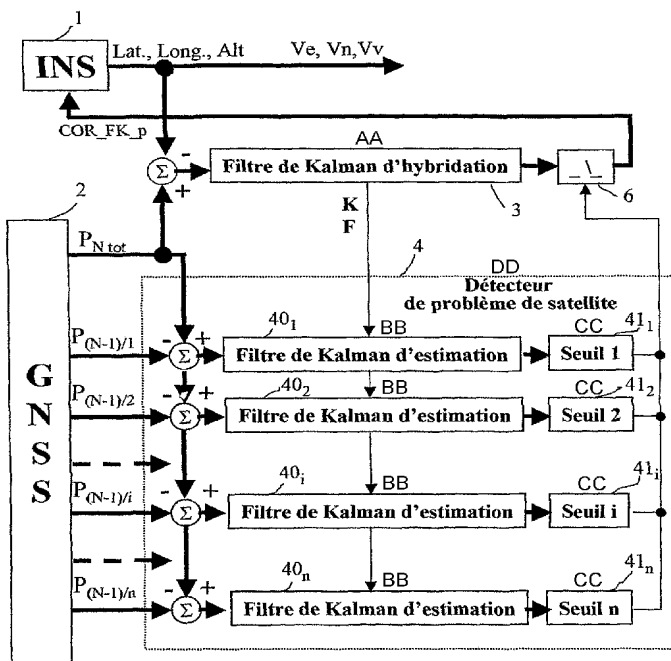 1
INS
Lat., Long., Alt
Ve, Vn,Vv
COR_FK_p
-
Σ
+
AA
Filtre de Kalman d'hybridation
3
_\_
6
2
K
F
P_{N tot}
4
DD
Détecteur
de problème de satellite
GNSS
P_{(N-1)/1}
-
Σ
+
40_1
BB
Filtre de Kalman d'estimation
CC
41_1
Seuil 1
P_{(N-1)/2}
-
Σ
+
40_2
BB
Filtre de Kalman d'estimation
CC
41_2
Seuil 2
P_{(N-1)/i}
-
Σ
+
40_i
BB
Filtre de Kalman d'estimation
CC
41_i
Seuil i
P_{(N-1)/n}
-
Σ
+
40_n
BB
Filtre de Kalman d'estimation
CC
41_n
Seuil n